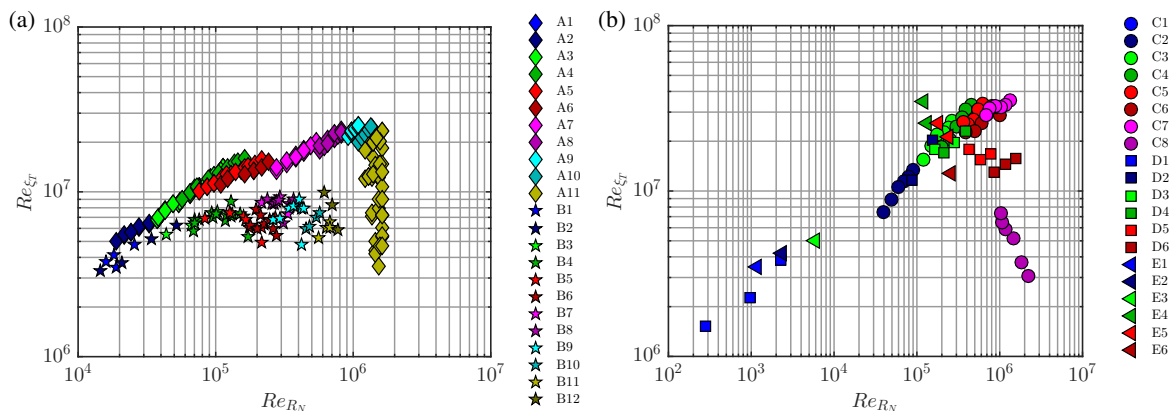 (a)
10^8
10^7
10^6
Re_{ξ_T}
10^4
10^5
10^6
10^7
Re_{R_N}
A1
A2
A3
A4
A5
A6
A7
A8
A9
A10
A11
B1
B2
B3
B4
B5
B6
B7
B8
B9
B10
B11
B12
(b)
10^8
10^7
10^6
Re_{ξ_T}
10^2
10^3
10^4
10^5
10^6
10^7
Re_{R_N}
C1
C2
C3
C4
C5
C6
C7
C8
D1
D2
D3
D4
D5
D6
E1
E2
E3
E4
E5
E6